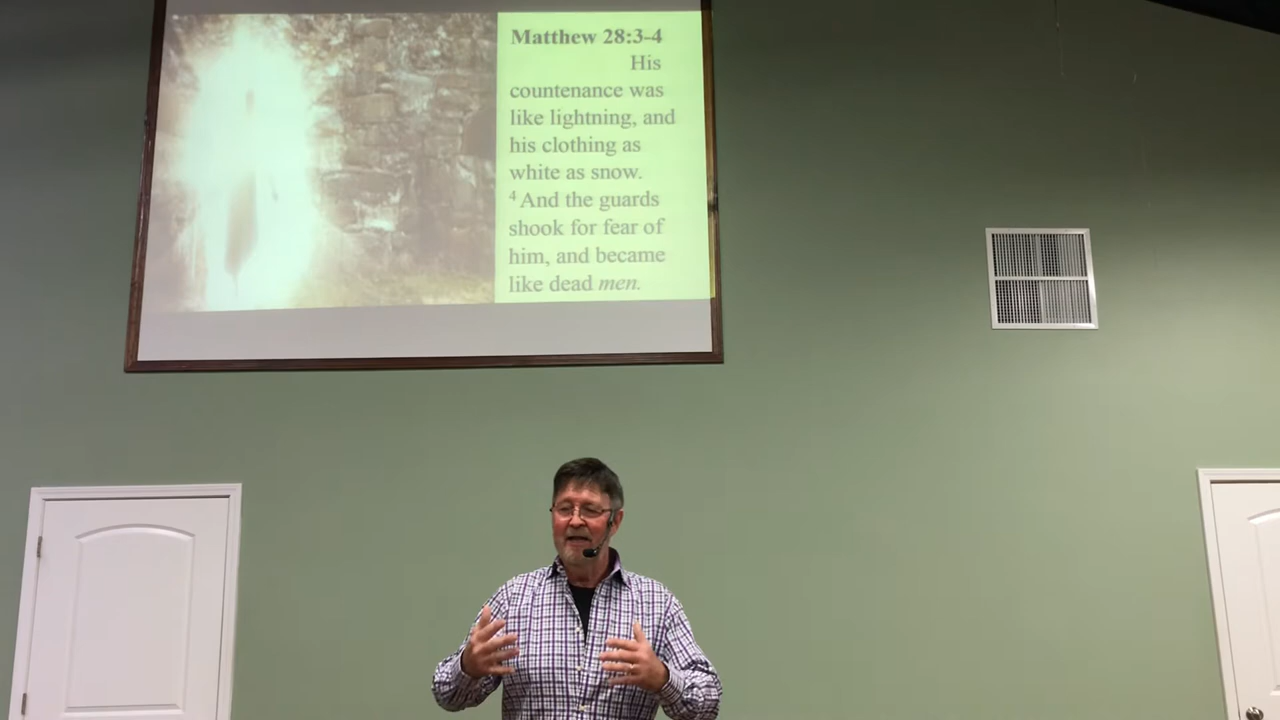 Matthew 28:3-4
His
countenance was
like lightning, and
his clothing as
white as snow.
4 And the guards
shook for fear of
him, and became
like dead men.